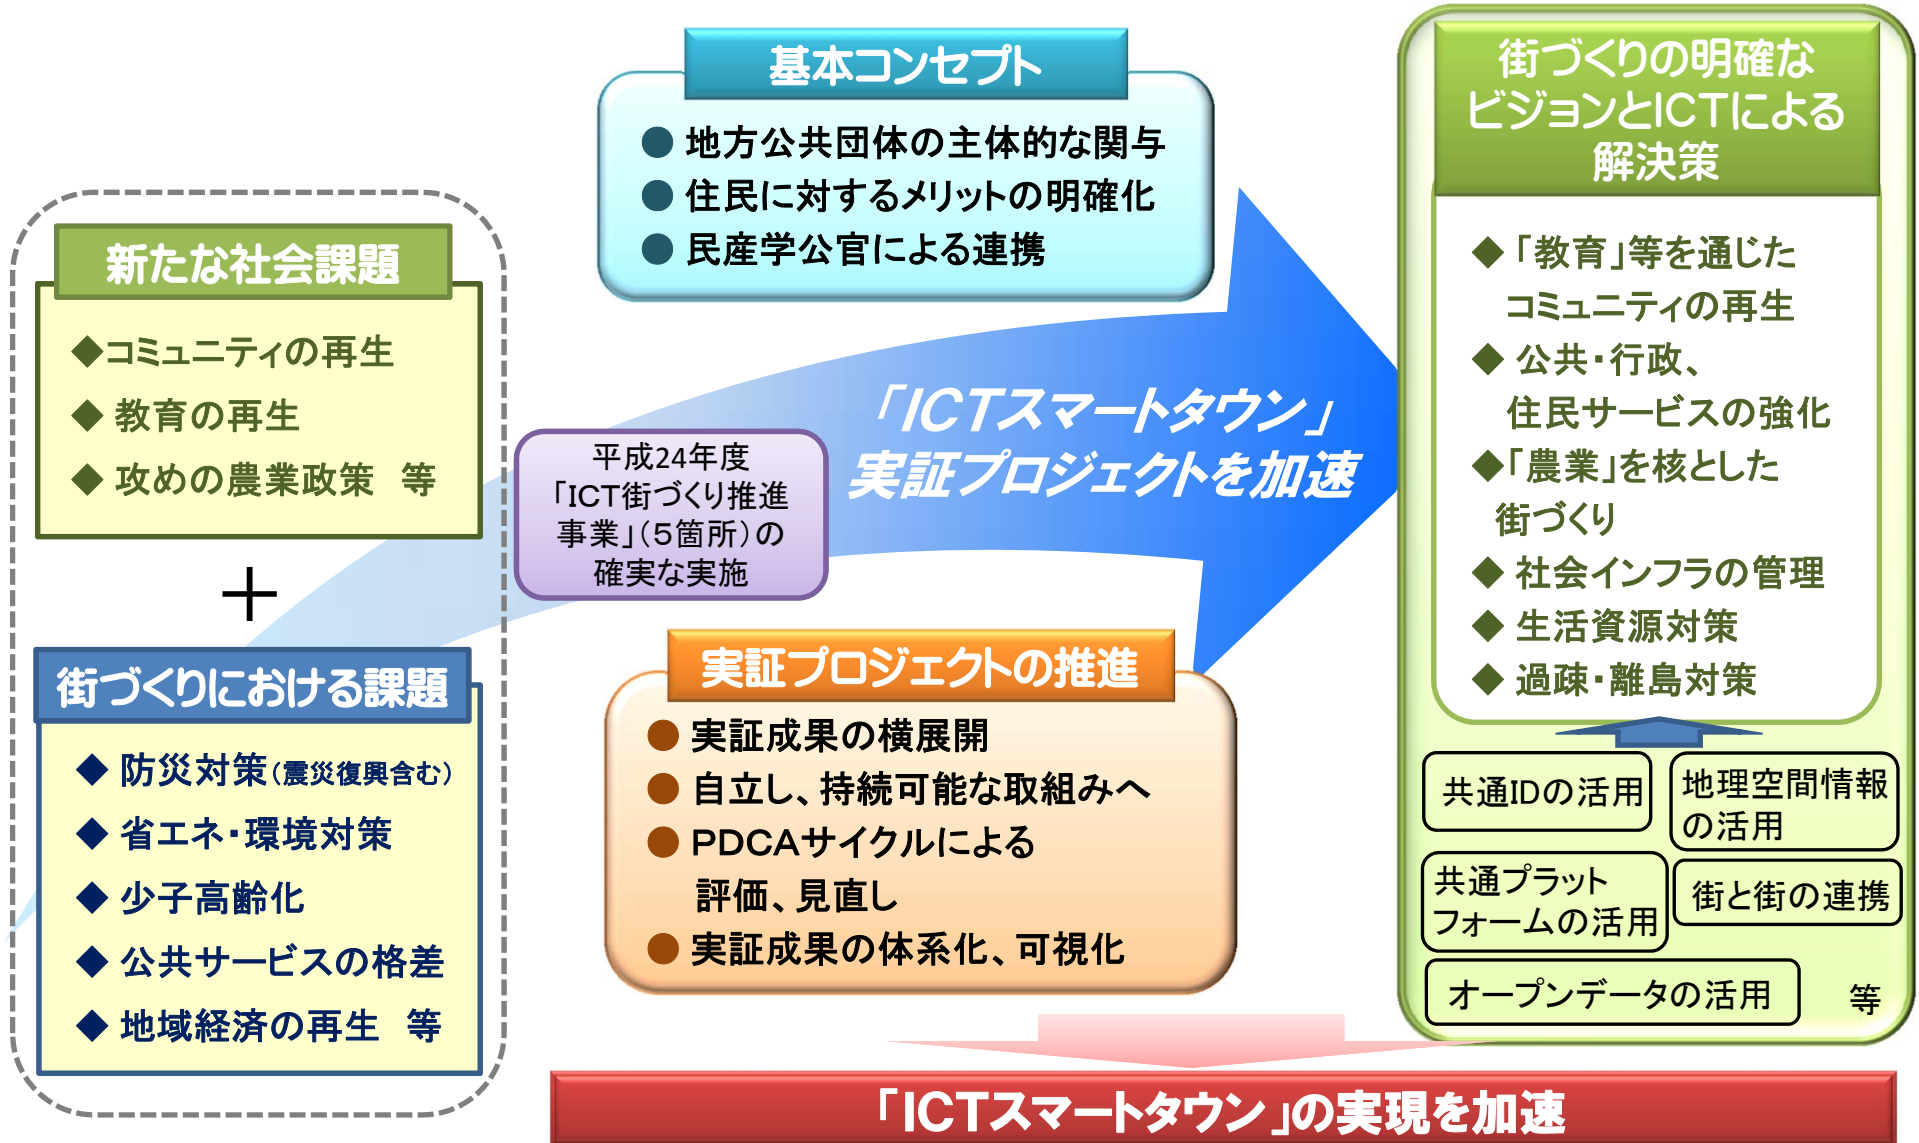 新たな社会課題
◆コミュニティの再生
◆ 教育の再生
◆ 攻めの農業政策　等
＋
街づくりにおける課題
◆ 防災対策（震災復興含む）
◆ 省エネ・環境対策
◆ 少子高齢化
◆ 公共サービスの格差
◆ 地域経済の再生　等
基本コンセプト
● 地方公共団体の主体的な関与
● 住民に対するメリットの明確化
● 民産学公官による連携
平成24年度
「ICT街づくり推進
事業」（５箇所）の
確実な実施
「ICTスマートタウン」
実証プロジェクトを加速
実証プロジェクトの推進
● 実証成果の横展開
● 自立し、持続可能な取組みへ
● PDCAサイクルによる
評価、見直し
● 実証成果の体系化、可視化
街づくりの明確な
ビジョンとICTによる
解決策
◆「教育」等を通じた
コミュニティの再生
◆ 公共・行政、
住民サービスの強化
◆「農業」を核とした
街づくり
◆ 社会インフラの管理
◆ 生活資源対策
◆ 過疎・離島対策
共通IDの活用
地理空間情報
の活用
共通プラット
フォームの活用
街と街の連携
オープンデータの活用
等
「ICTスマートタウン」の実現を加速